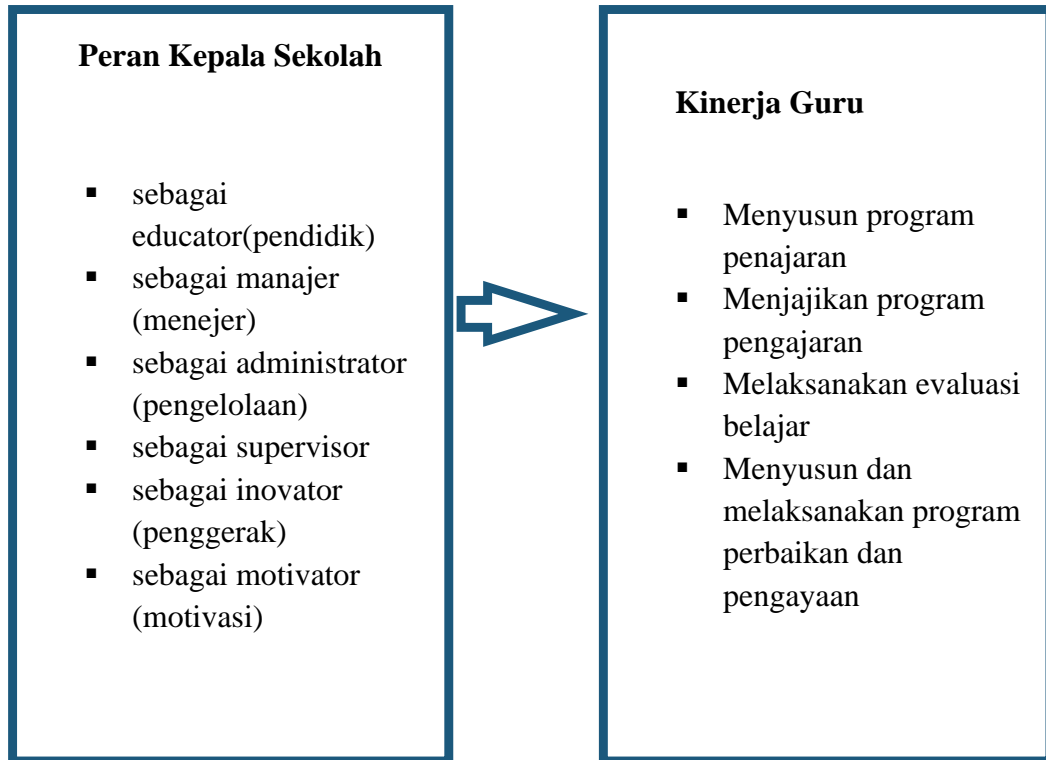 Peran Kepala Sekolah
▪ sebagai
educator(pendidik)
▪ sebagai manajer
(menejer)
▪ sebagai administrator
(pengelolaan)
▪ sebagai supervisor
▪ sebagai inovator
(penggerak)
▪ sebagai motivator
(motivasi)
Kinerja Guru
▪ Menyusun program
penajaran
▪ Menjajikan program
pengajaran
▪ Melaksanakan evaluasi
belajar
▪ Menyusun dan
melaksanakan program
perbaikan dan
pengayaan